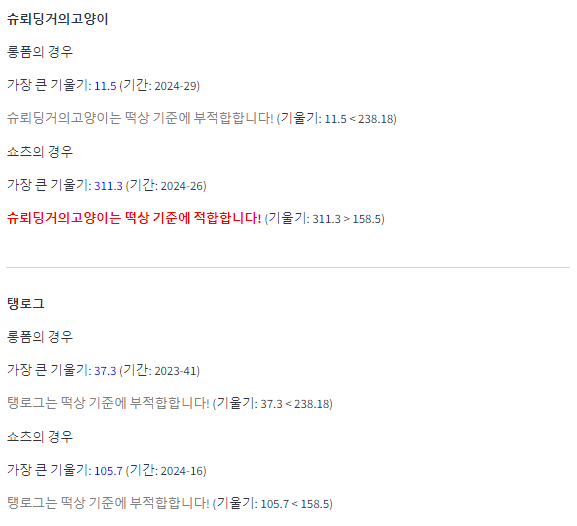 슈뢰딩거의고양이
롱폼의 경우
가장 큰 기울기: 11.5 (기간: 2024-29)
슈뢰딩거의고양이는 떡상 기준에 부적합합니다! (기울기: 11.5 < 238.18)
쇼츠의 경우
가장 큰 기울기: 311.3 (기간: 2024-26)
슈뢰딩거의고양이는 떡상 기준에 적합합니다! (기울기: 311.3 > 158.5)
탱로그
롱폼의 경우
가장 큰 기울기: 37.3 (기간: 2023-41)
탱로그는 떡상 기준에 부적합합니다! (기울기: 37.3 < 238.18)
쇼츠의 경우
가장 큰 기울기: 105.7 (기간: 2024-16)
탱로그는 떡상 기준에 부적합합니다! (기울기: 105.7 < 158.5)